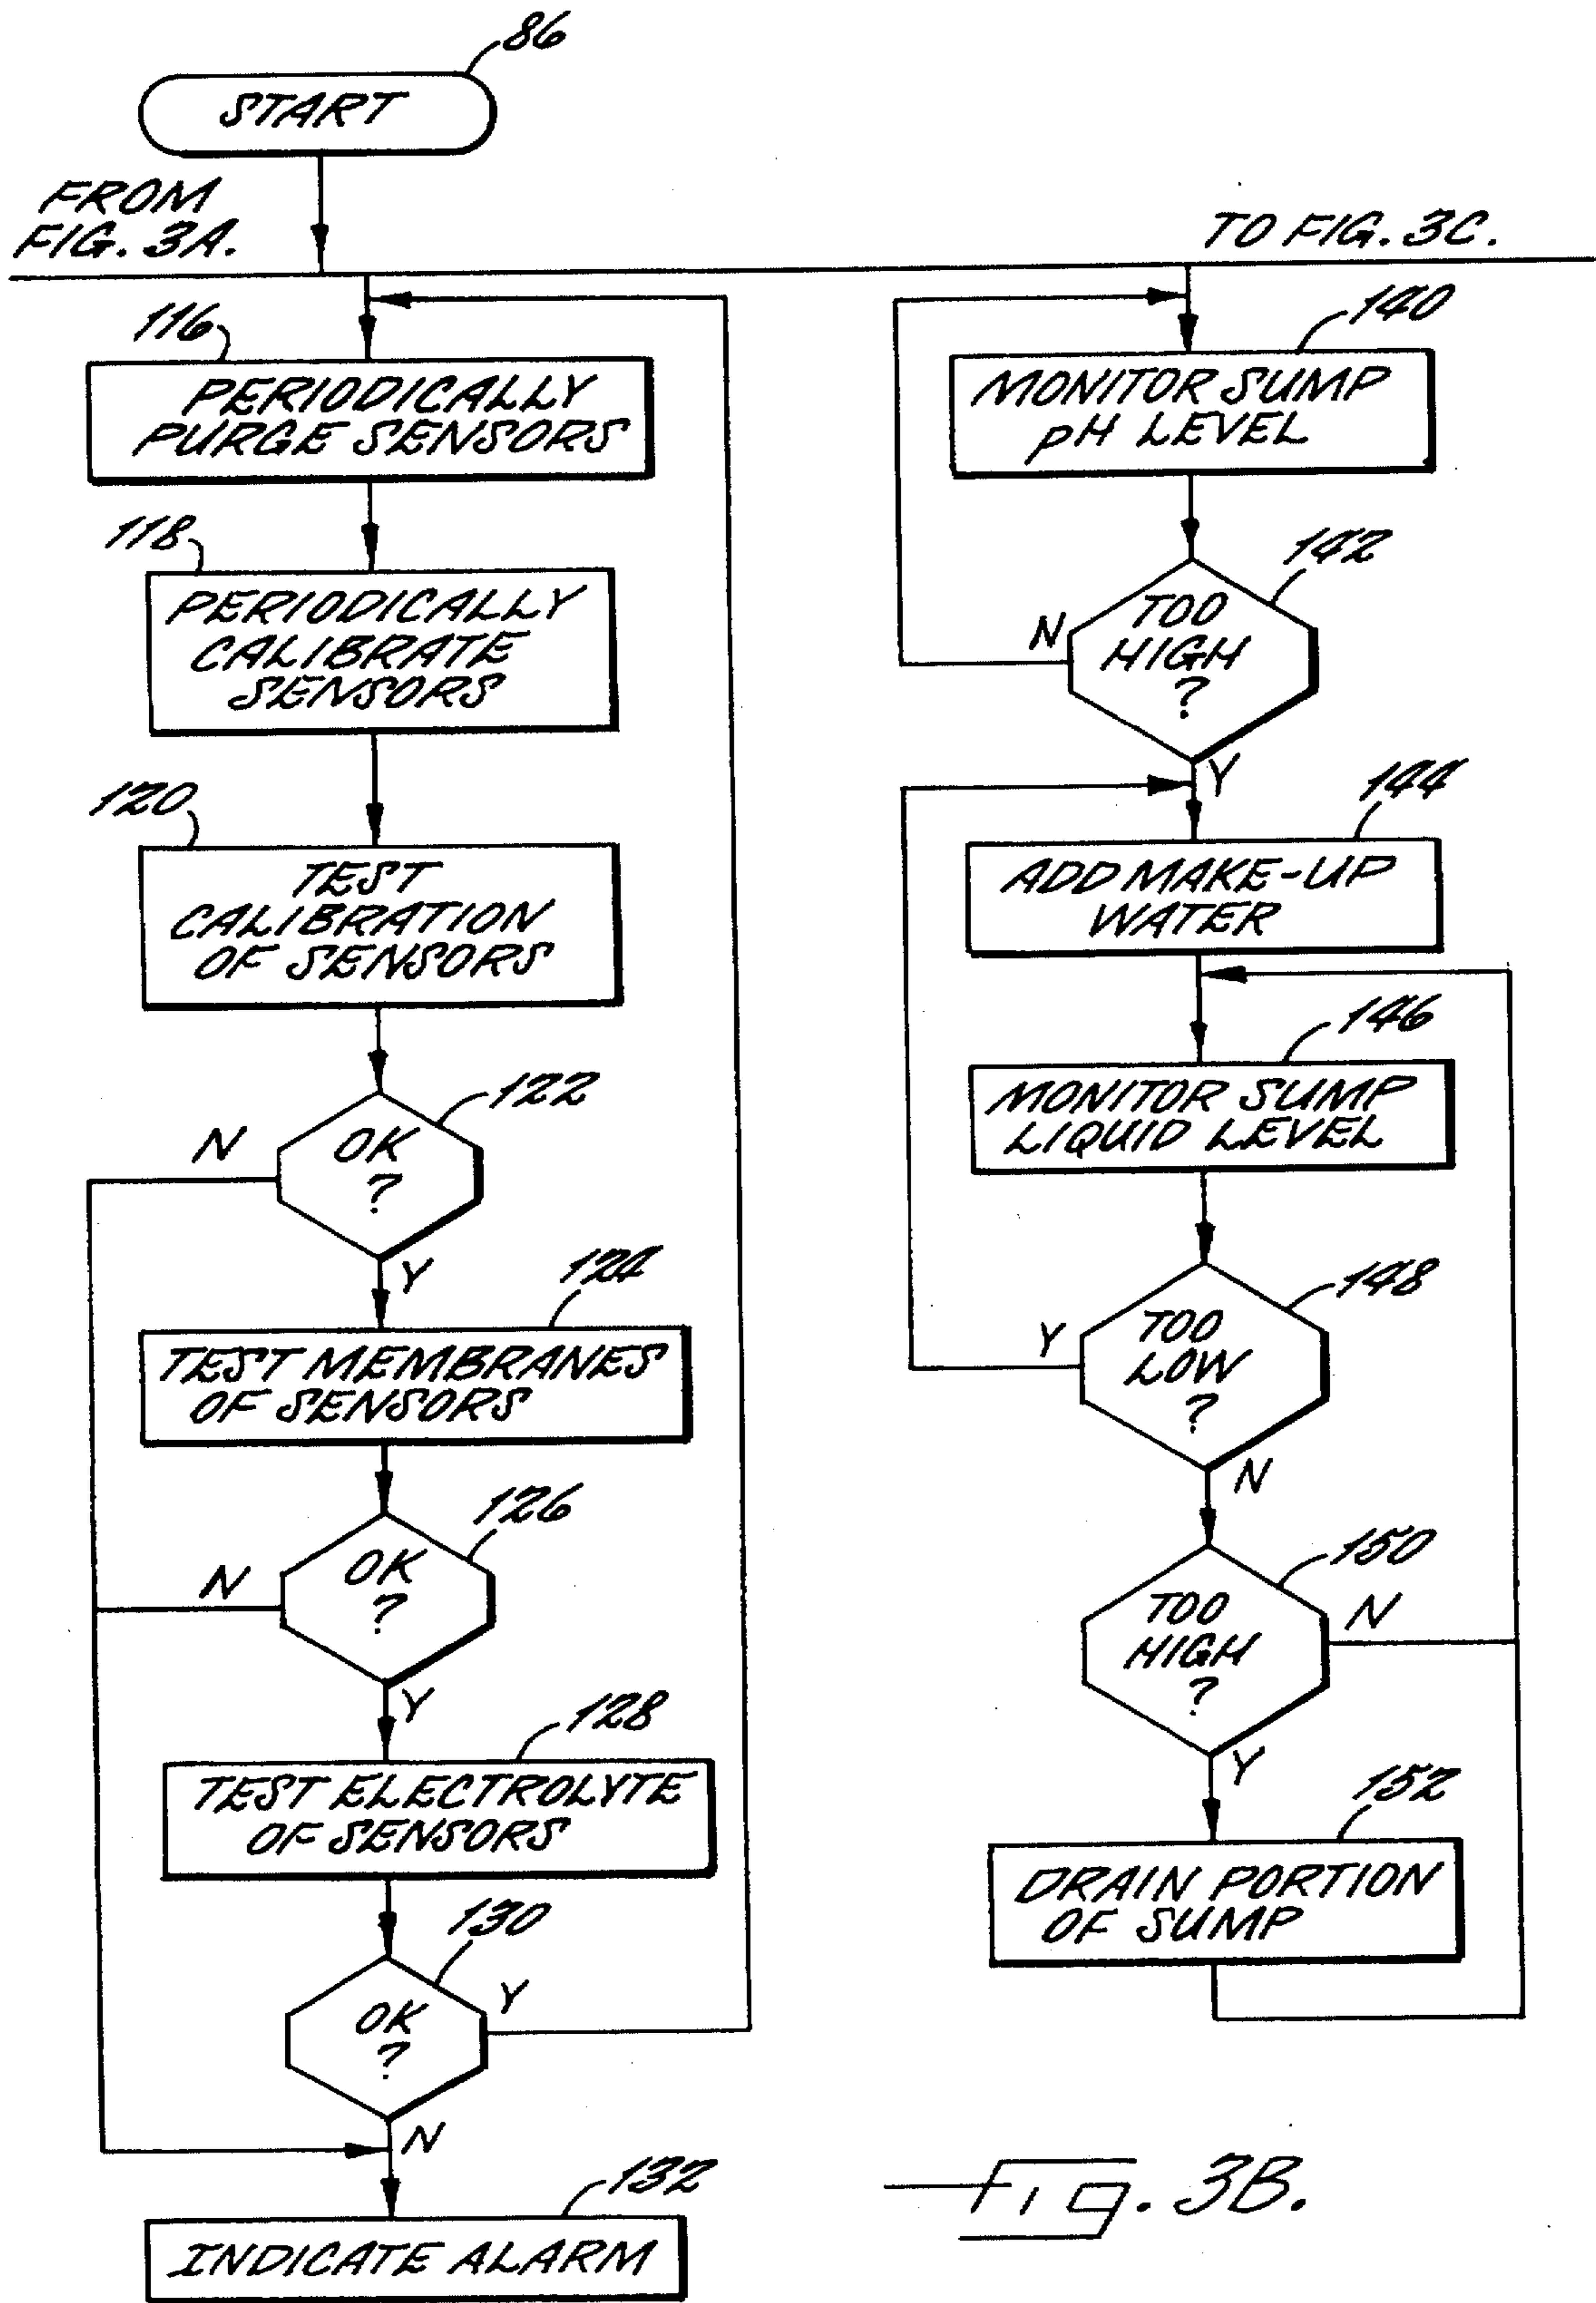 86
START
FROM
FIG. 3A.
TO FIG. 3C.
116
PERIODICALLY
PURGE SENSORS
118
PERIODICALLY
CALIBRATE
SENSORS
120
TEST
CALIBRATION
OF SENSORS
122
N
OK
?
Y
124
TEST MEMBRANES
OF SENSORS
126
N
OK
?
Y
128
TEST ELECTROLYTE
OF SENSORS
130
OK
?
Y
N
132
INDICATE ALARM
140
MONITOR SUMP
pH LEVEL
142
N
TOO
HIGH
?
Y
144
ADD MAKE-UP
WATER
146
MONITOR SUMP
LIQUID LEVEL
148
Y
TOO
LOW
?
N
150
TOO
HIGH
?
N
Y
152
DRAIN PORTION
OF SUMP
Fig. 3B.